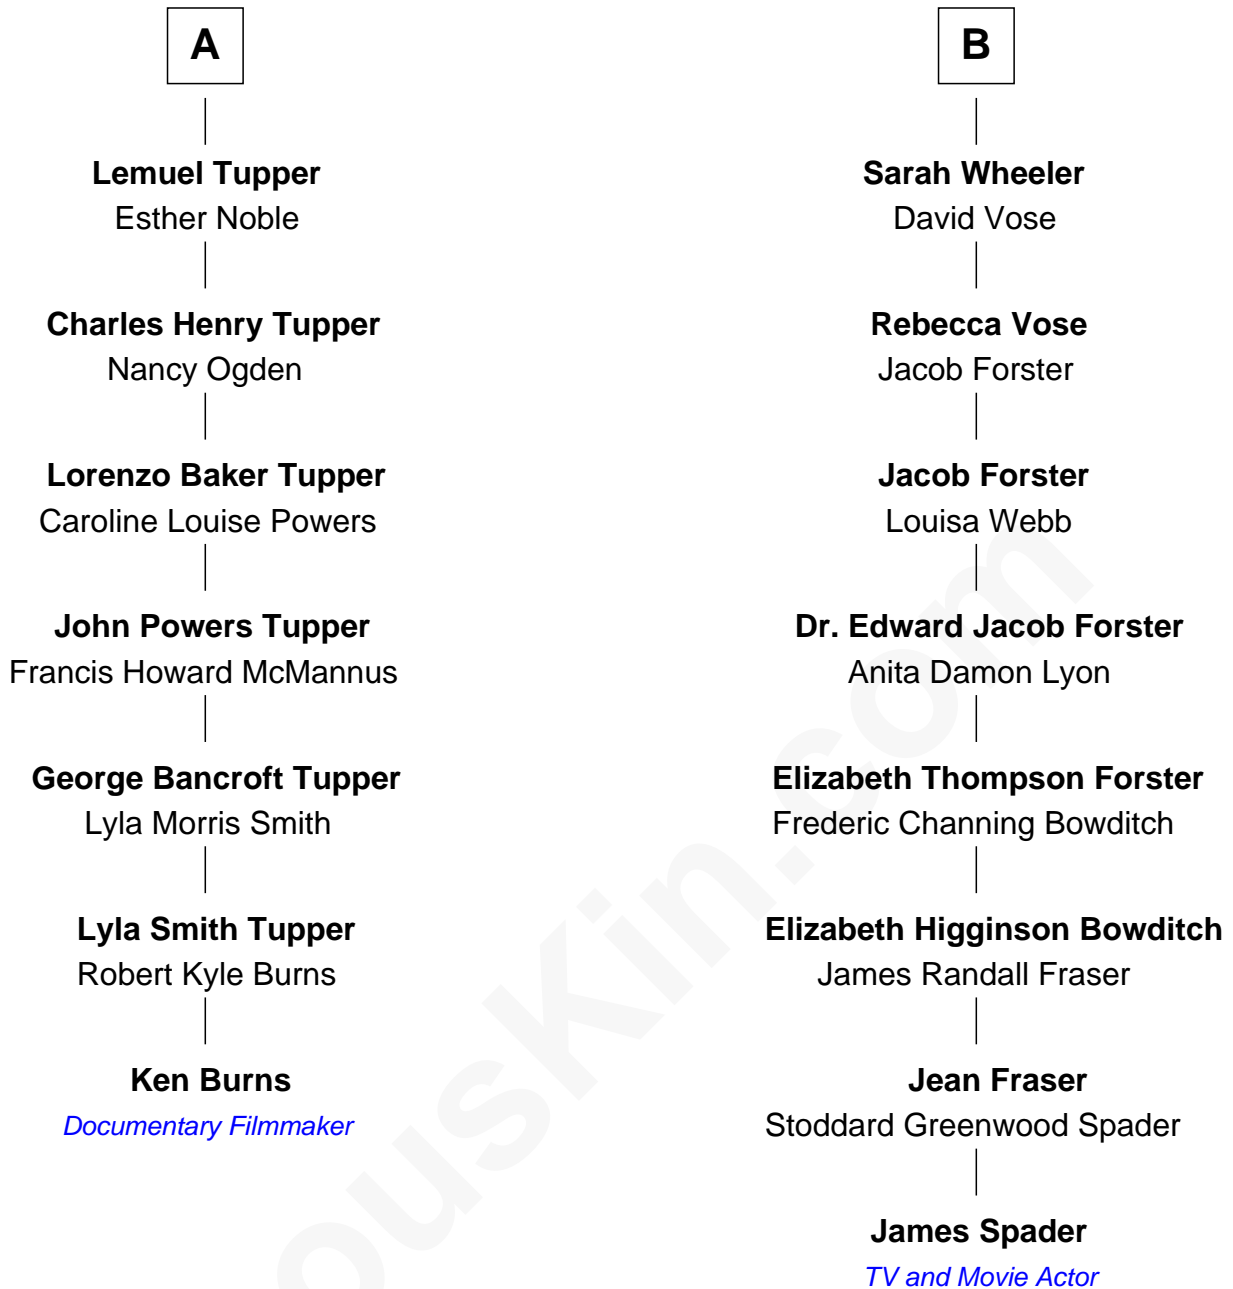 A
Lemuel Tupper
Esther Noble
Charles Henry Tupper
Nancy Ogden
Lorenzo Baker Tupper
Caroline Louise Powers
John Powers Tupper
Francis Howard McMannus
George Bancroft Tupper
Lyla Morris Smith
Lyla Smith Tupper
Robert Kyle Burns
Ken Burns
Documentary Filmmaker
B
Sarah Wheeler
David Vose
Rebecca Vose
Jacob Forster
Jacob Forster
Louisa Webb
Dr. Edward Jacob Forster
Anita Damon Lyon
Elizabeth Thompson Forster
Frederic Channing Bowditch
Elizabeth Higginson Bowditch
James Randall Fraser
Jean Fraser
Stoddard Greenwood Spader
James Spader
TV and Movie Actor
ousKin.com